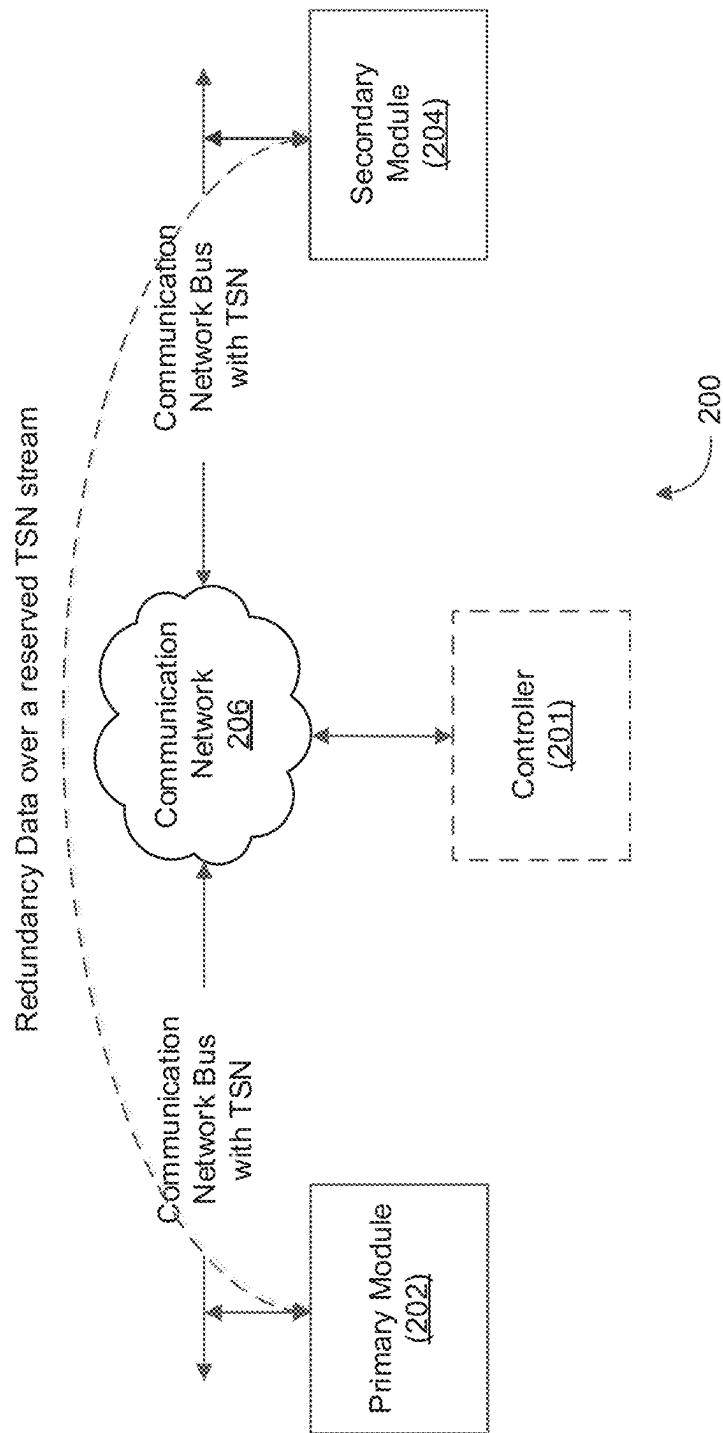 Redundancy Data over a reserved TSN stream
Communication
Network Bus
with TSN
Communication
Network
206
Communication
Network Bus
with TSN
Primary Module
(202)
Controller
(201)
Secondary
Module
(204)
200